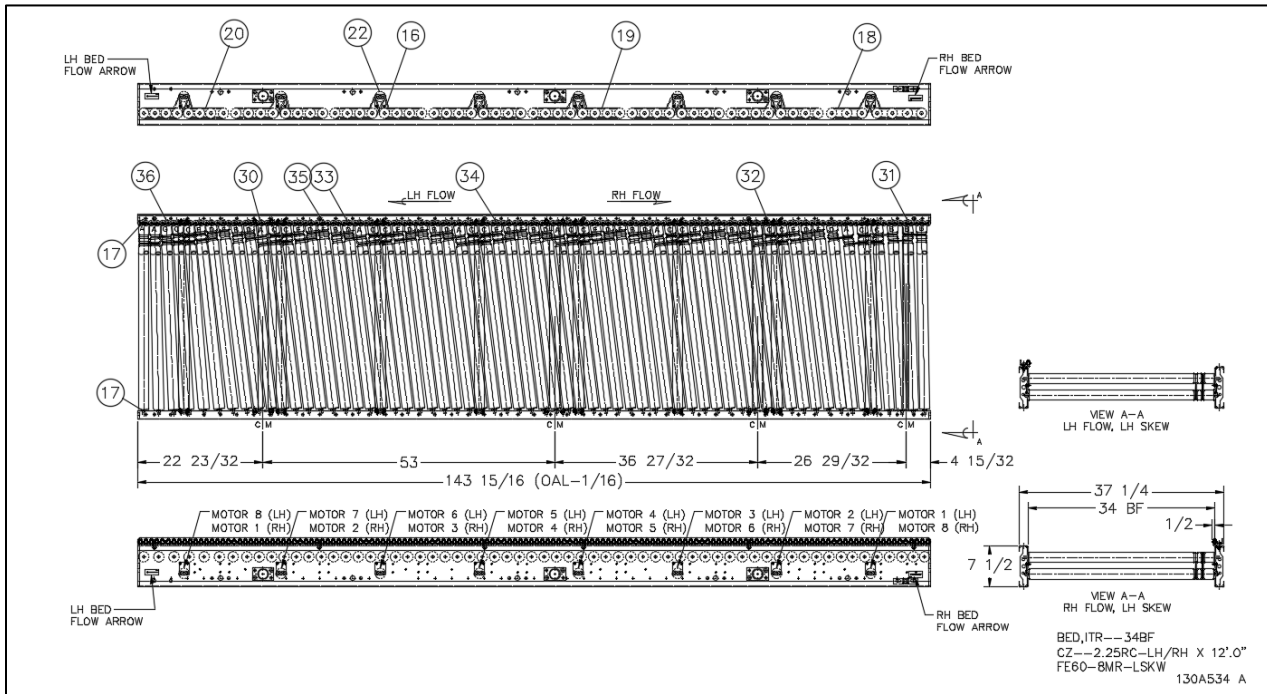 20 22 16 19 18
LH BED
FLOW ARROW
RH BED
FLOW ARROW
36 30 35 33 34 32 31
LH FLOW
RH FLOW
A
17
17
A
C M C M C M C M
22 23/32 53 36 27/32 26 29/32 4 15/32
143 15/16 (OAL-1/16)
VIEW A-A
LH FLOW, LH SKEW
MOTOR 8 (LH) MOTOR 7 (LH) MOTOR 6 (LH) MOTOR 5 (LH) MOTOR 4 (LH) MOTOR 3 (LH) MOTOR 2 (LH) MOTOR 1 (LH)
MOTOR 1 (RH) MOTOR 2 (RH) MOTOR 3 (RH) MOTOR 4 (RH) MOTOR 5 (RH) MOTOR 6 (RH) MOTOR 7 (RH) MOTOR 8 (RH)
LH BED
FLOW ARROW
RH BED
FLOW ARROW
37 1/4
34 BF
1/2
7 1/2
VIEW A-A
RH FLOW, LH SKEW
BED,ITR--34BF
CZ--2.25RC-LH/RH X 12'.0"
FE60-8MR-LSKW
130A534 A